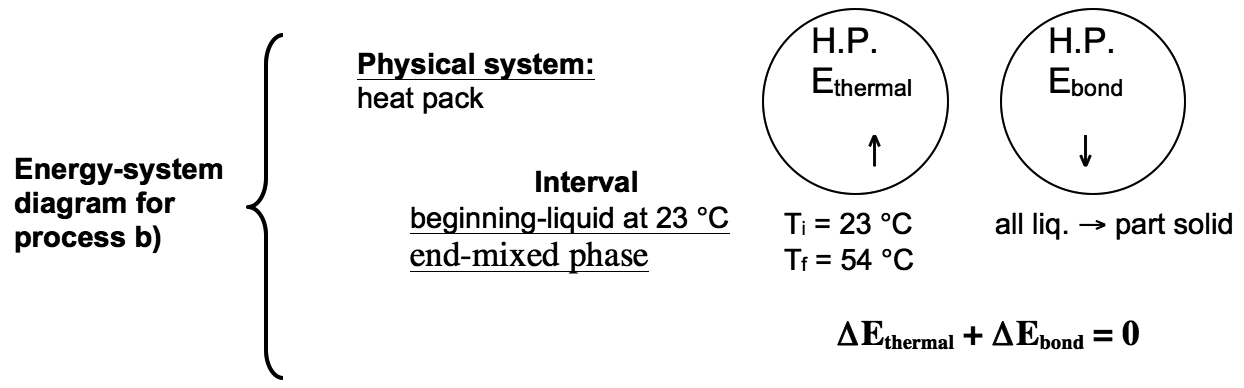 Energy-system
diagram for
process b)
Physical system:
heat pack
Interval
beginning-liquid at 23 °C
end-mixed phase
H.P.
Ethermal
↑
Ti = 23 °C
Tf = 54 °C
H.P.
Ebond
↓
all liq. → part solid
ΔEthermal + ΔEbond = 0